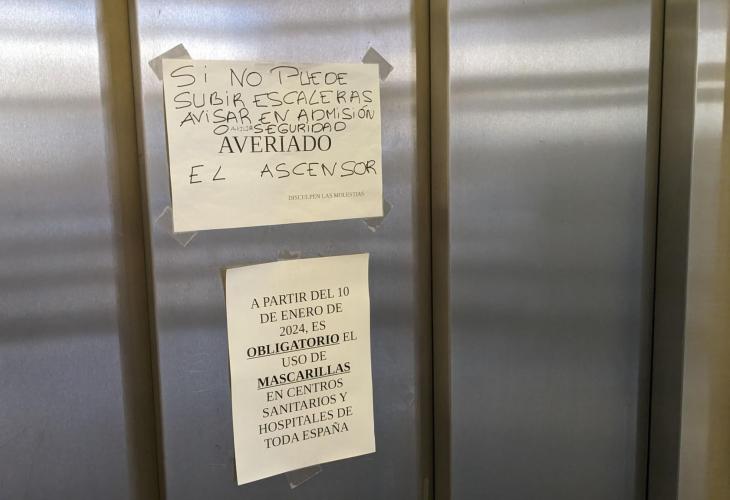 SI NO PUEDE
SUBIR ESCALERAS
AVISAR EN ADMISIÓN
O SEGURIDAD
AVERIADO
EL ASCENSOR
DISCULPEN LAS MOLESTIAS
A PARTIR DEL 10
DE ENERO DE
2024, ES
OBLIGATORIO EL
USO DE
MASCARILLAS
EN CENTROS
SANITARIOS Y
HOSPITALES DE
TODA ESPAÑA